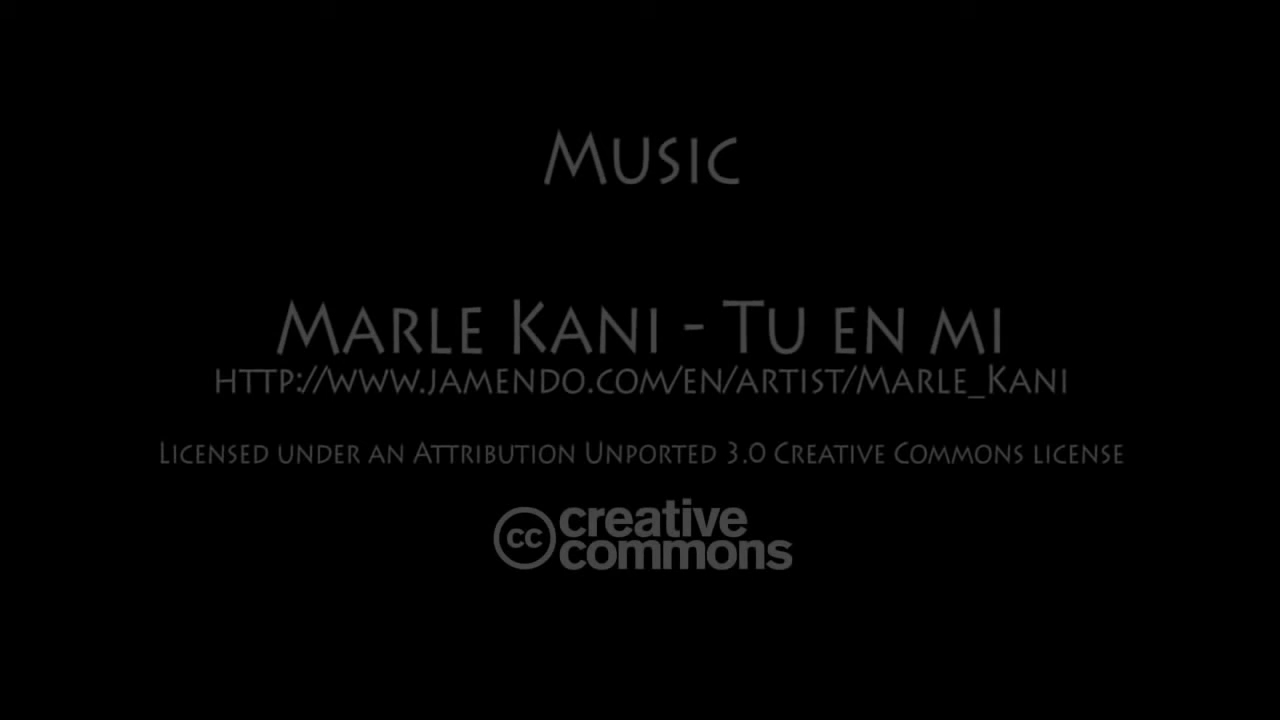 Music
Marle Kani - Tu en mi
http://www.jamendo.com/en/artist/Marle_Kani
Licensed under an Attribution Unported 3.0 Creative Commons license
cc creative
commons